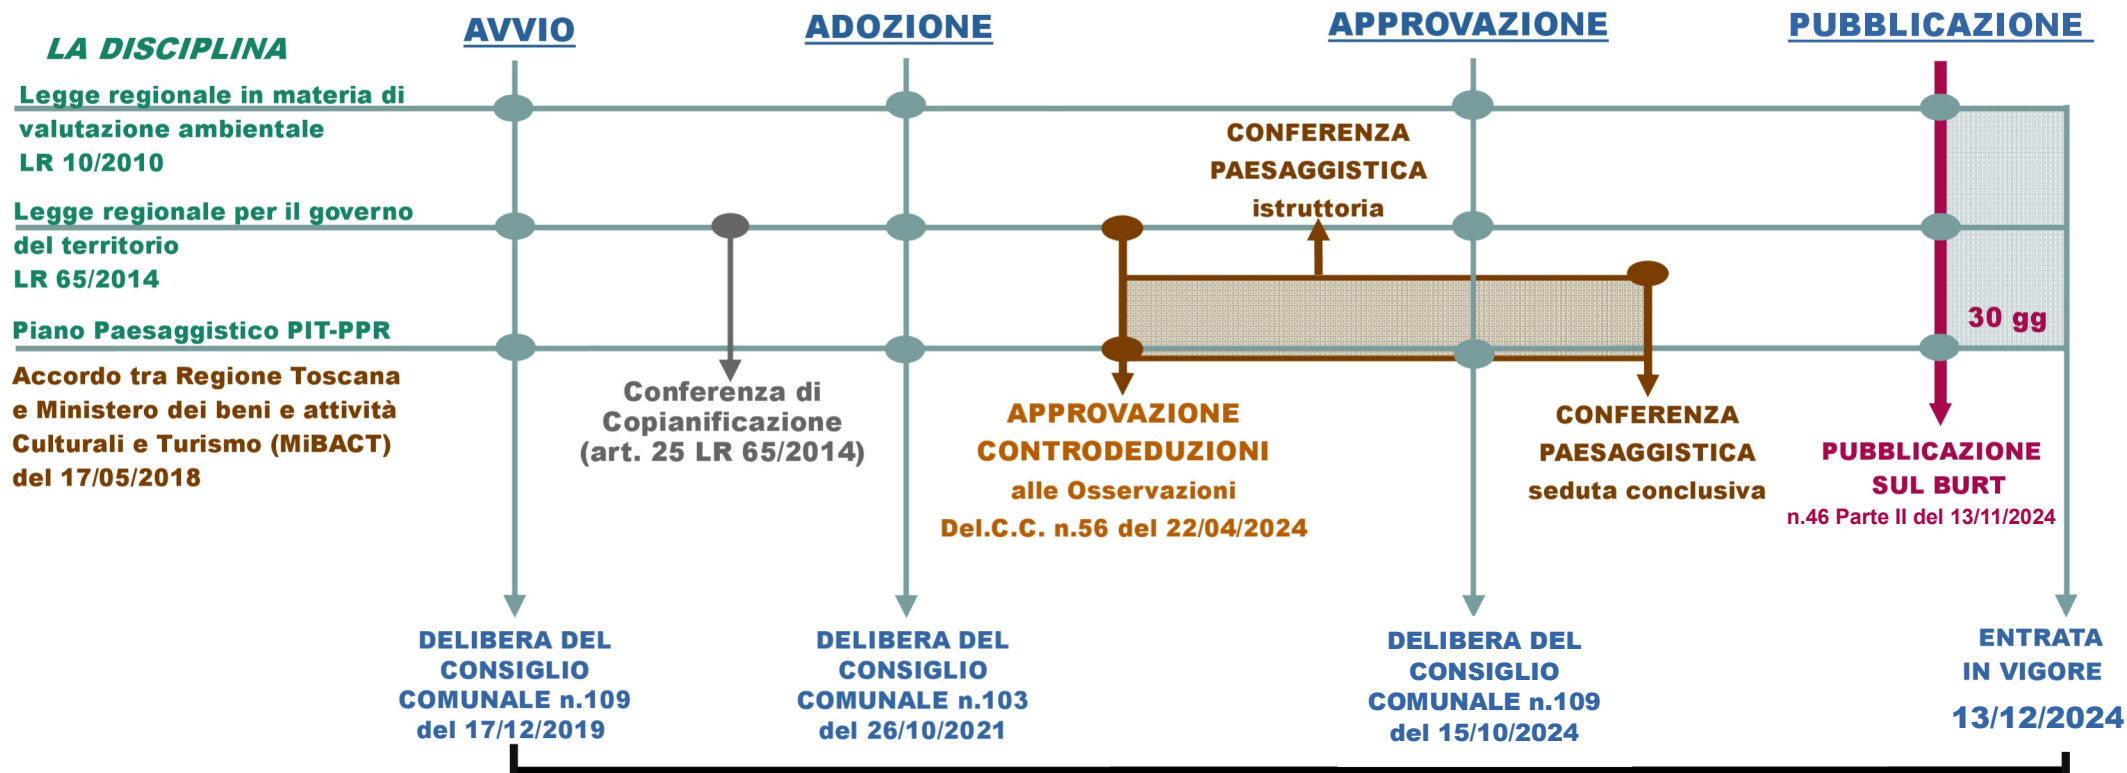 AVVIO
ADOZIONE
APPROVAZIONE
PUBBLICAZIONE
LA DISCIPLINA
Legge regionale in materia di
valutazione ambientale
LR 10/2010
Legge regionale per il governo
del territorio
LR 65/2014
Piano Paesaggistico PIT-PPR
Accordo tra Regione Toscana
e Ministero dei beni e attività
Culturali e Turismo (MiBACT)
del 17/05/2018
CONFERENZA
PAESAGGISTICA
istruttoria
30 gg
Conferenza di
Copianificazione
(art. 25 LR 65/2014)
APPROVAZIONE
CONTRODEDUZIONI
alle Osservazioni
Del.C.C. n.56 del 22/04/2024
CONFERENZA
PAESAGGISTICA
seduta conclusiva
PUBBLICAZIONE
SUL BURT
n.46 Parte II del 13/11/2024
DELIBERA DEL
CONSIGLIO
COMUNALE n.109
del 17/12/2019
DELIBERA DEL
CONSIGLIO
COMUNALE n.103
del 26/10/2021
DELIBERA DEL
CONSIGLIO
COMUNALE n.109
del 15/10/2024
ENTRATA
IN VIGORE
13/12/2024